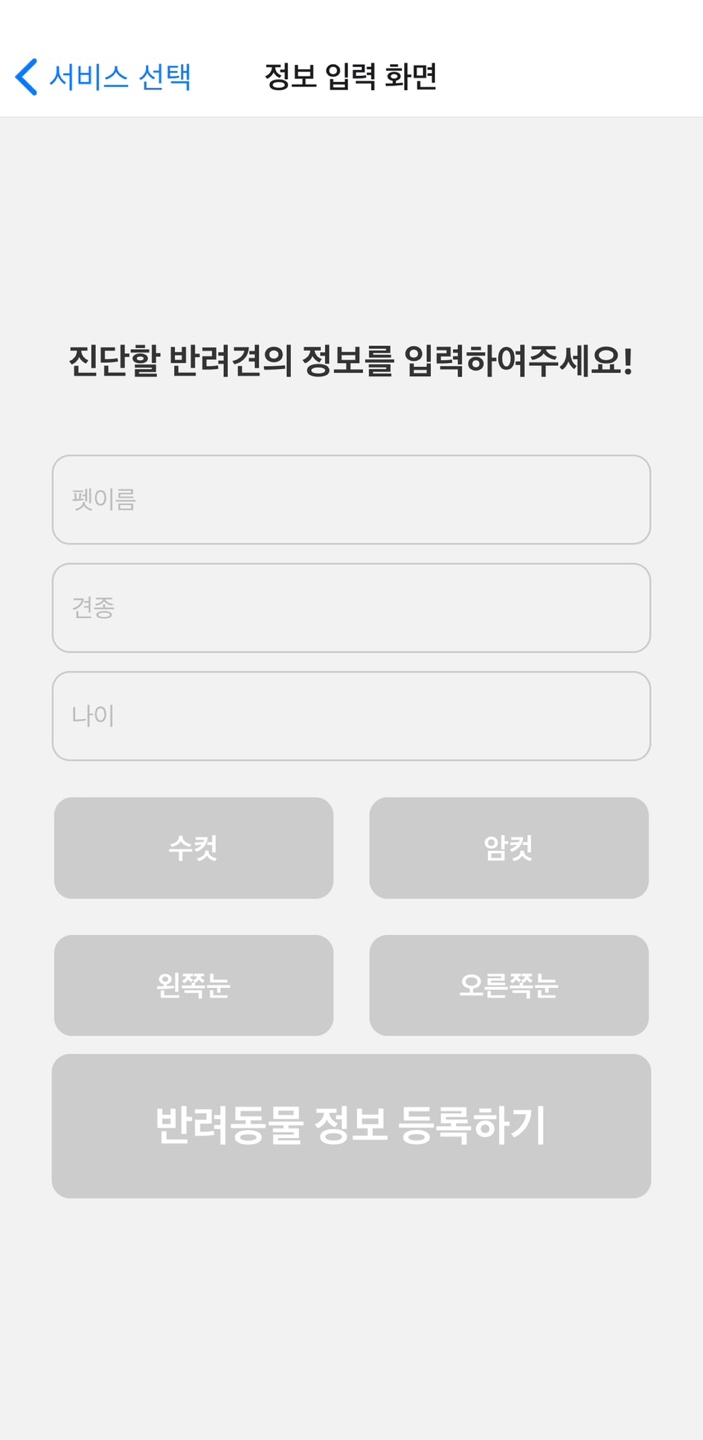 서비스 선택
정보 입력 화면
진단할 반려견의 정보를 입력하여주세요!
펫이름
견종
나이
수컷
암컷
왼쪽눈
오른쪽눈
반려동물 정보 등록하기